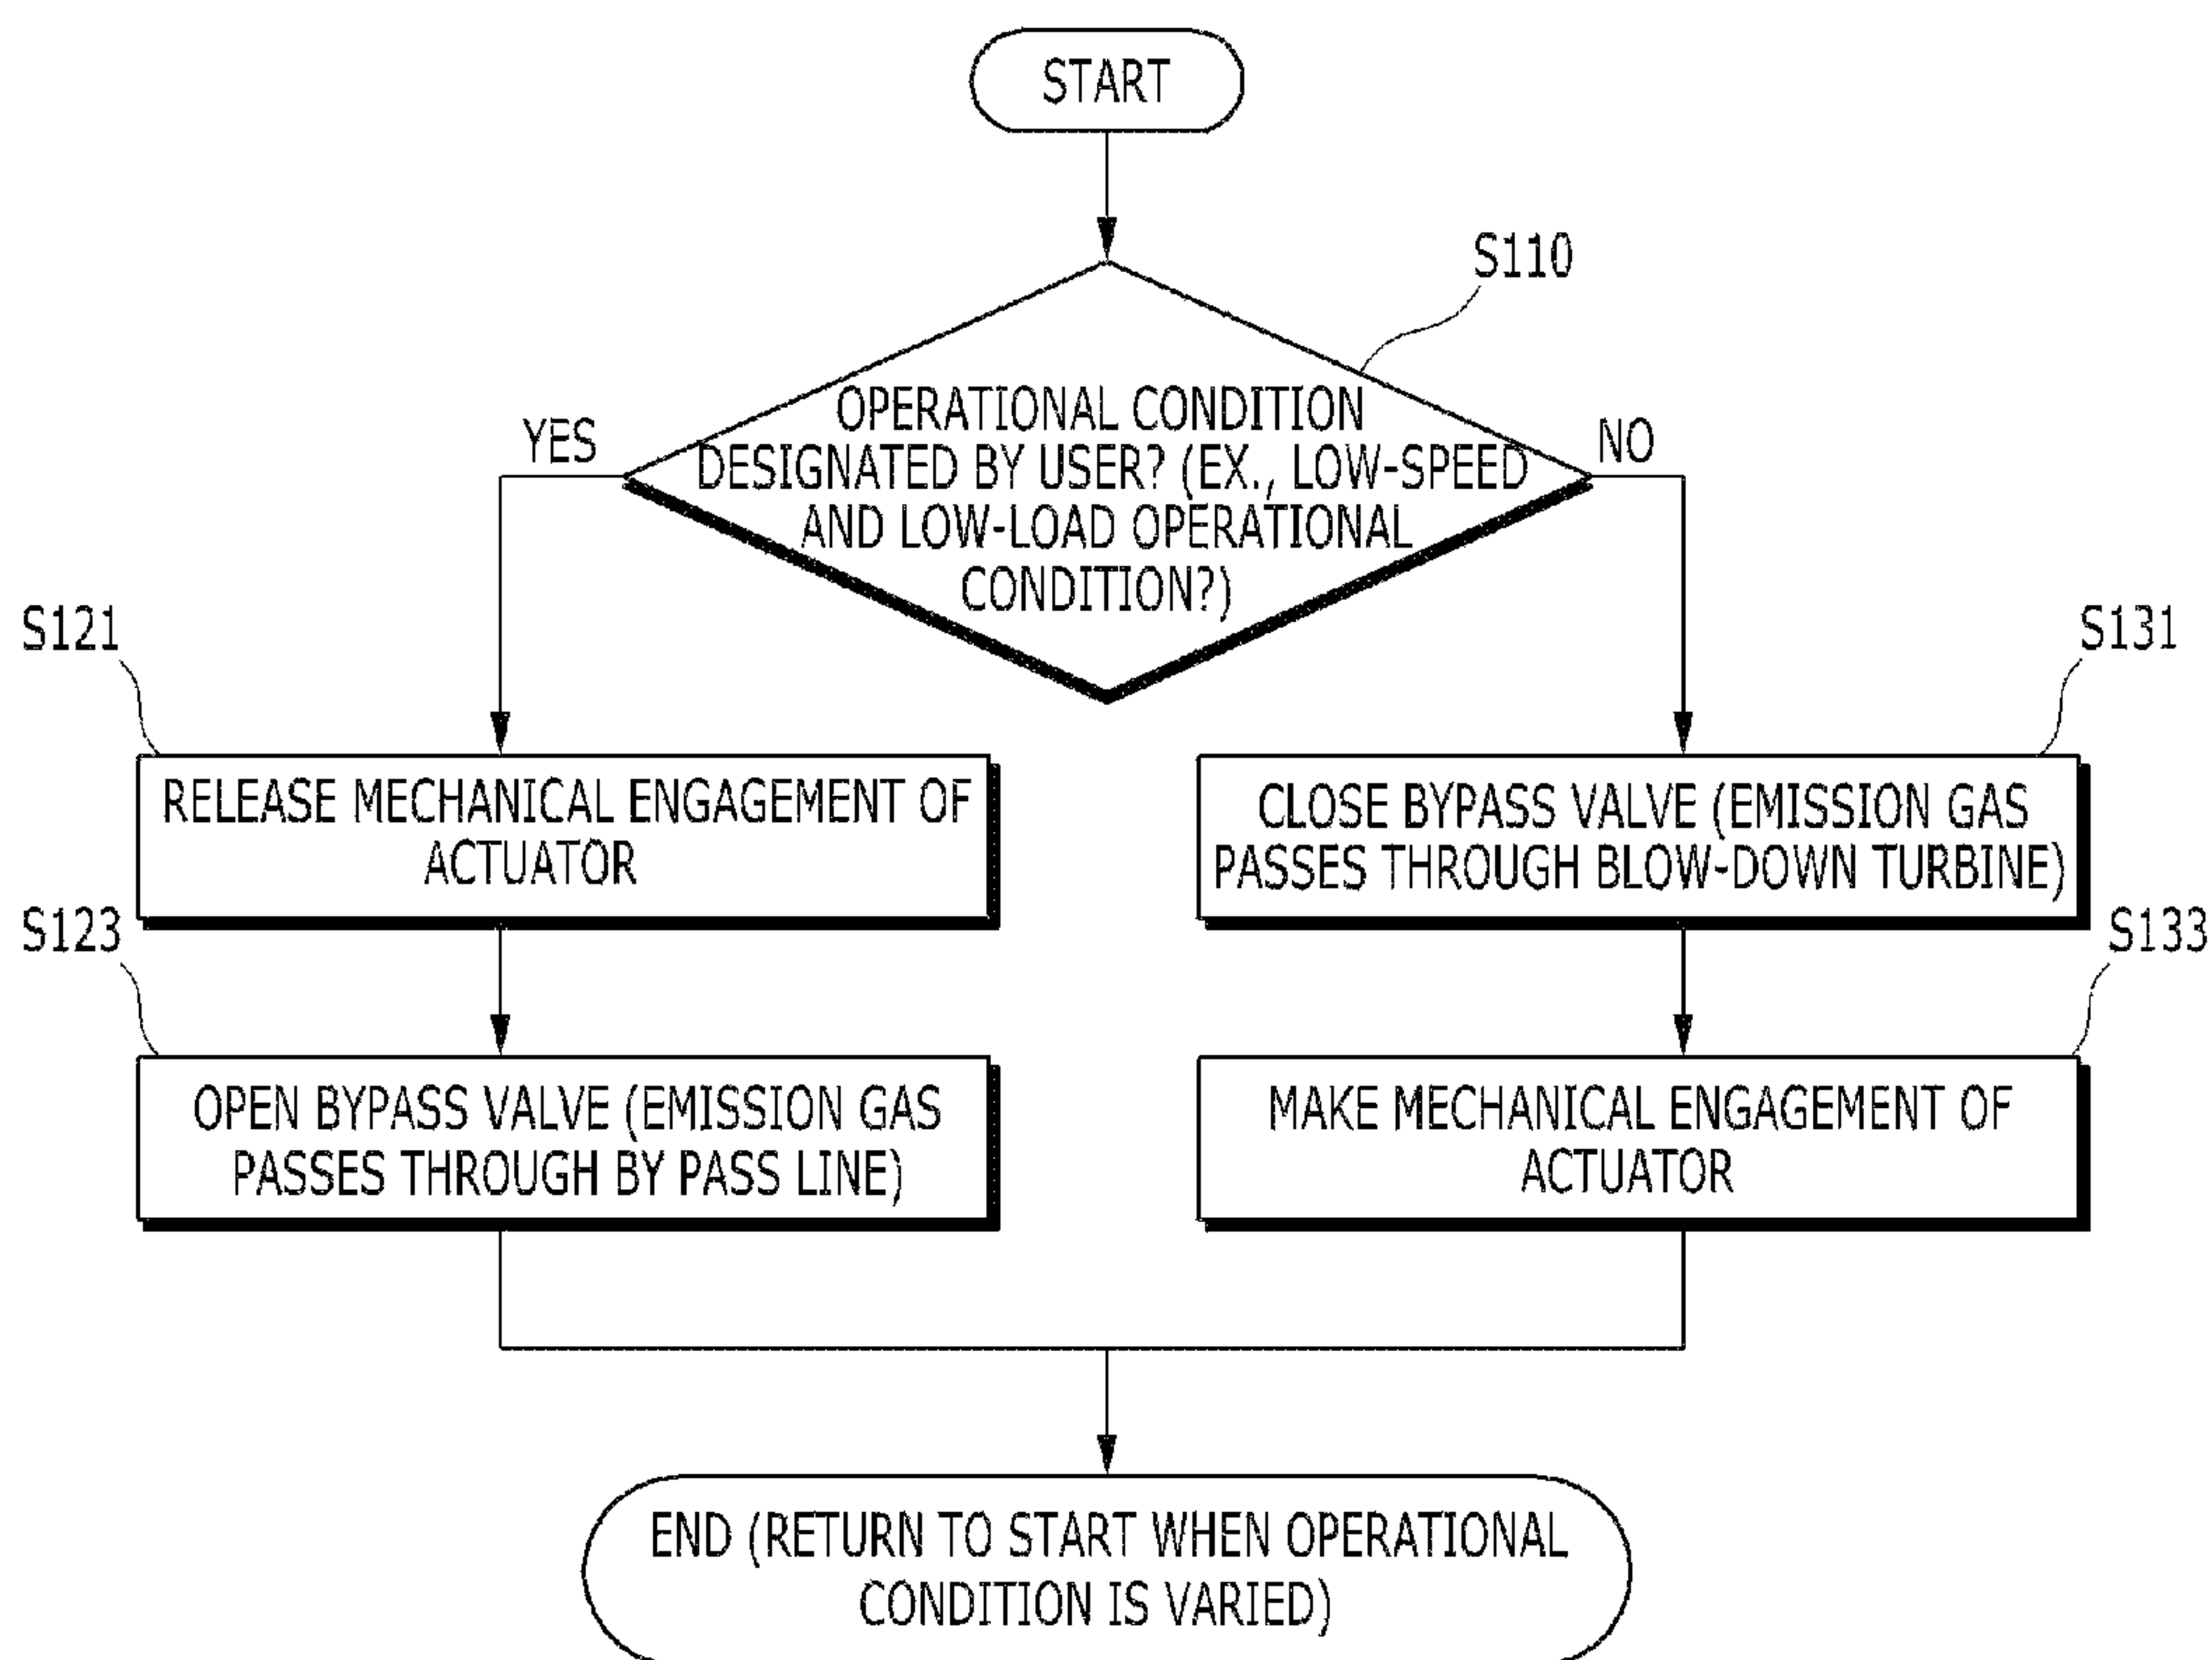 START
S110
OPERATIONAL CONDITION
DESIGNATED BY USER? (EX., LOW-SPEED
AND LOW-LOAD OPERATIONAL
CONDITION?)
YES
NO
S121
RELEASE MECHANICAL ENGAGEMENT OF
ACTUATOR
S131
CLOSE BYPASS VALVE (EMISSION GAS
PASSES THROUGH BLOW-DOWN TURBINE)
S123
OPEN BYPASS VALVE (EMISSION GAS
PASSES THROUGH BY PASS LINE)
S133
MAKE MECHANICAL ENGAGEMENT OF
ACTUATOR
END (RETURN TO START WHEN OPERATIONAL
CONDITION IS VARIED)